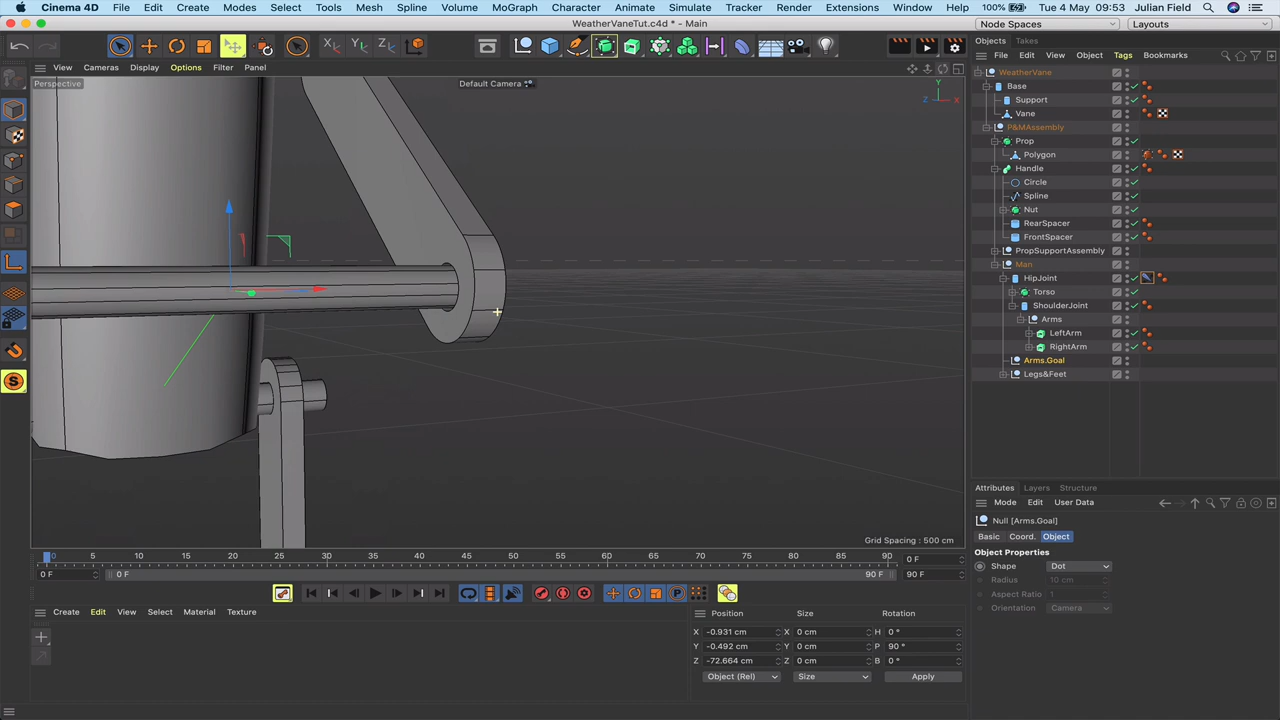 Cinema 4D File Edit Create Modes Select Tools Spline Volume MoGraph Character Animate Simulate Tracker Render Extensions Window Help 100% Tue 4 May 09:53 Julian Field
WeatherVaneTut.c4d * - Main
Node Spaces Layouts
X Y Z
Objects Takes
View Cameras Display Options Filter Panel
File Edit View Object Tags Bookmarks
Perspective
Default Camera
Y
Z X
WeatherVane
Base
Support
Vane
P&MAssembly
Prop
Polygon
Handle
Circle
Spline
Nut
RearSpacer
FrontSpacer
PropSupportAssembly
Man
HipJoint
Torso
ShoulderJoint
Arms
LeftArm
RightArm
Arms.Goal
Legs&Feet
S
Attributes Layers Structure
Mode Edit User Data
Null [Arms.Goal]
Basic Coord. Object
Object Properties
Shape Dot
Radius 10 cm
Aspect Ratio 1
Orientation Camera
Grid Spacing : 500 cm
0 5 10 15 20 25 30 35 40 45 50 55 60 65 70 75 80 85 90 0 F
0 F 0 F 90 F 90 F
P
Create Edit View Select Material Texture
Position Size Rotation
X -0.931 cm X 0 cm H 0 °
Y -0.492 cm Y 0 cm P 90 °
Z -72.664 cm Z 0 cm B 0 °
Object (Rel) Size Apply